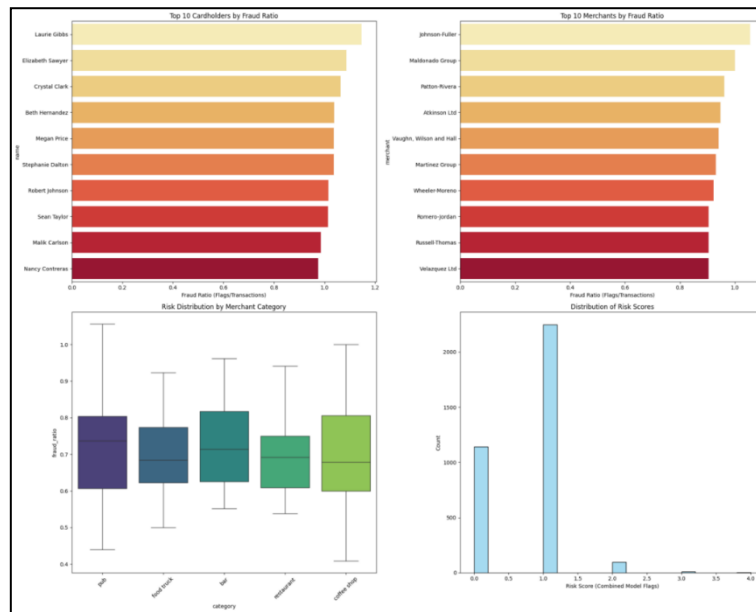 Top 10 Cardholders by Fraud Ratio
Laurie Gibbs
Elizabeth Sawyer
Crystal Clark
Beth Hernandez
Megan Price
Stephanie Dalton
Robert Johnson
Sean Taylor
Malik Carlson
Nancy Contreras
name
0.0 0.2 0.4 0.6 0.8 1.0 1.2
Fraud Ratio (Flags/Transactions)
Top 10 Merchants by Fraud Ratio
Johnson-Fuller
Maldonado Group
Patton-Rivera
Atkinson Ltd
Vaughn, Wilson and Hall
Martinez Group
Wheeler-Moreno
Romero-Jordan
Russell-Thomas
Velazquez Ltd
merchant
0.0 0.2 0.4 0.6 0.8 1.0
Fraud Ratio (Flags/Transactions)
Risk Distribution by Merchant Category
1.0
0.9
0.8
0.7
0.6
0.5
0.4
fraud_ratio
pub food truck bar restaurant coffee shop
category
Distribution of Risk Scores
2000
1500
1000
500
0
Count
0.0 0.5 1.0 1.5 2.0 2.5 3.0 3.5 4.0
Risk Score (Combined Model Flags)